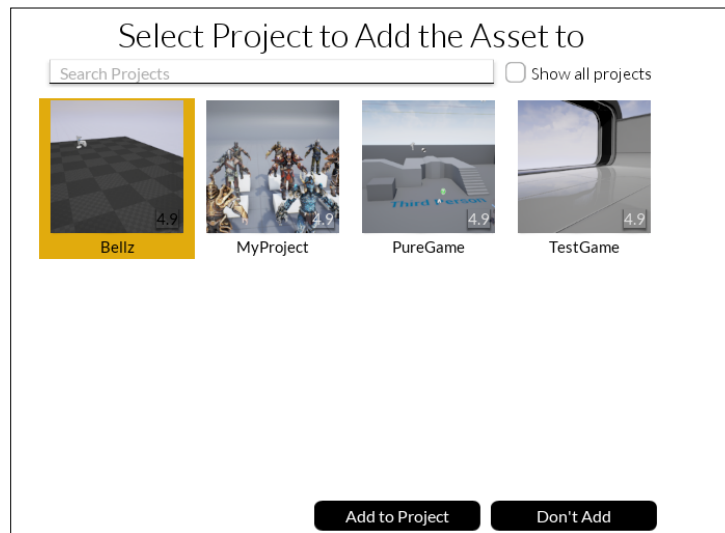 Select Project to Add the Asset to
Search Projects
Show all projects
4.9
4.9
Third Person
4.9
4.9
Bellz
MyProject
PureGame
TestGame
Add to Project
Don't Add